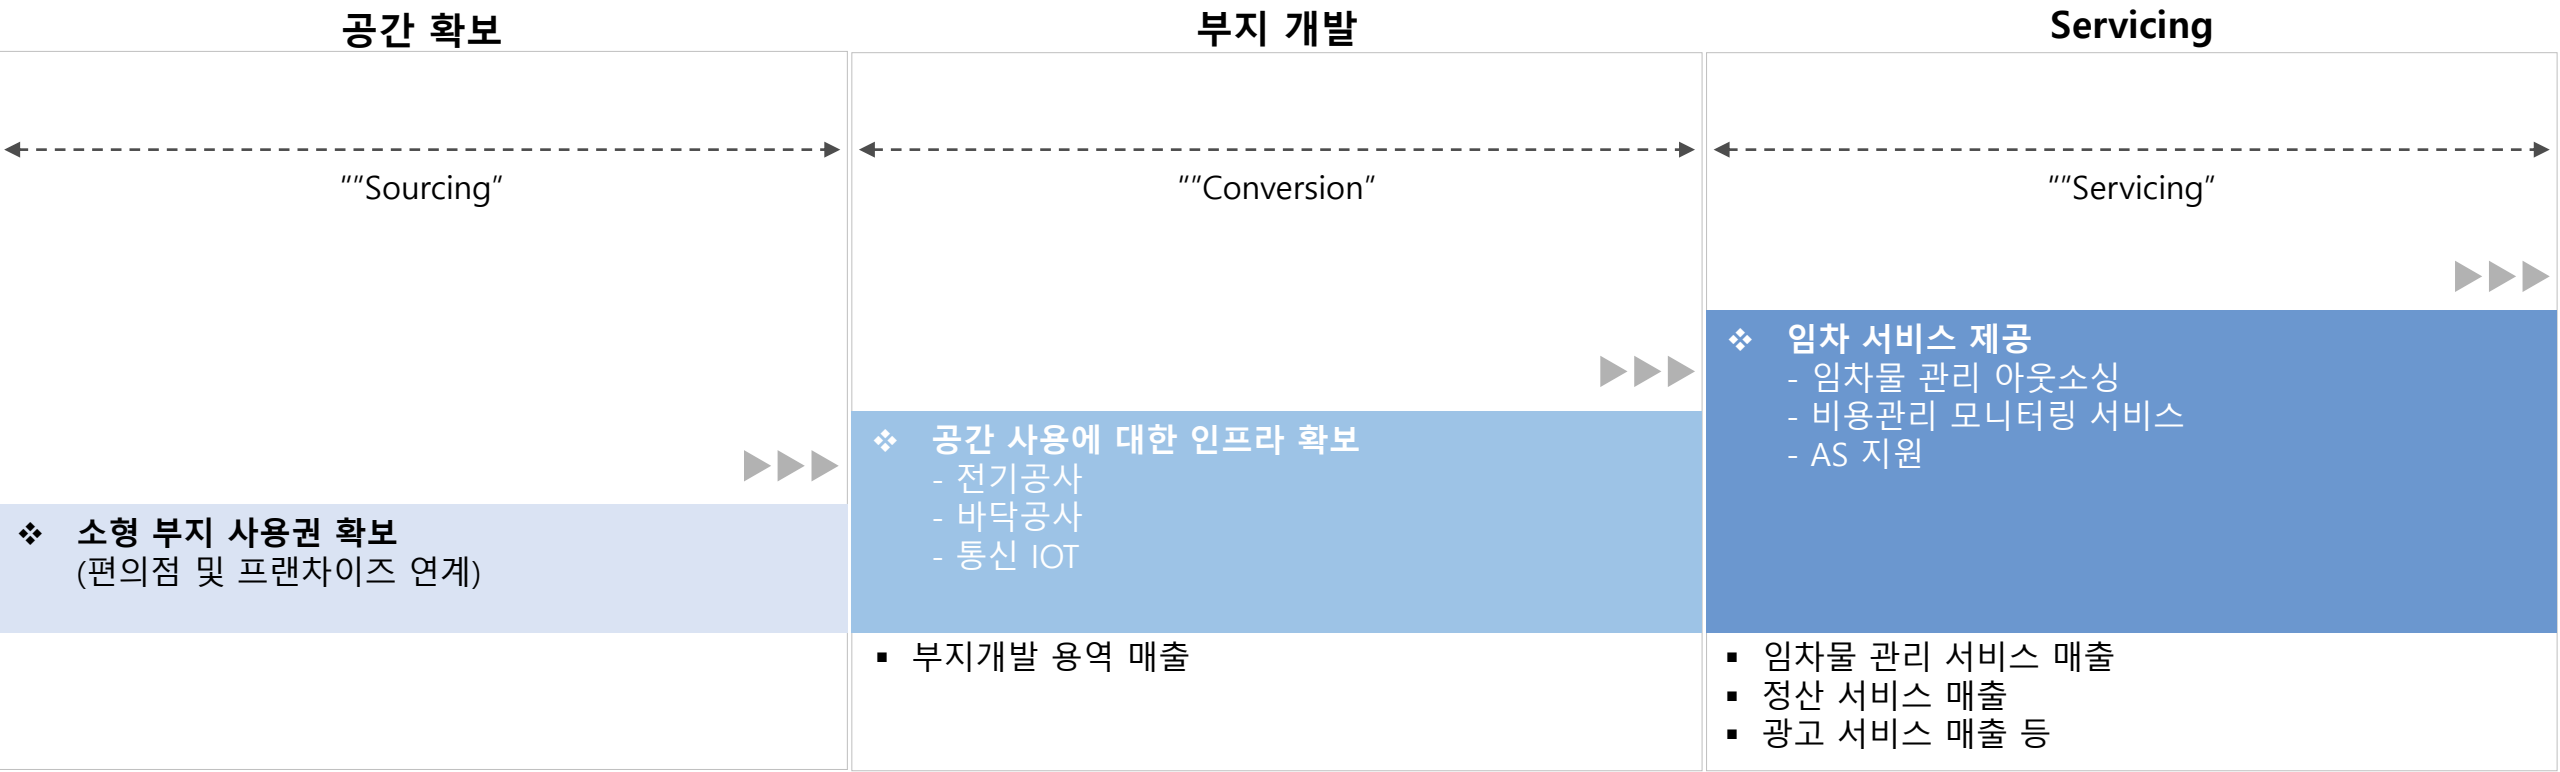 공간 확보
부지 개발
Servicing
“”Sourcing”
“”Conversion”
“”Servicing”
❖ 소형 부지 사용권 확보
(편의점 및 프랜차이즈 연계)
❖ 공간 사용에 대한 인프라 확보
- 전기공사
- 바닥공사
- 통신 IOT
▪ 부지개발 용역 매출
❖ 임차 서비스 제공
- 임차물 관리 아웃소싱
- 비용관리 모니터링 서비스
- AS 지원
▪ 임차물 관리 서비스 매출
▪ 정산 서비스 매출
▪ 광고 서비스 매출 등